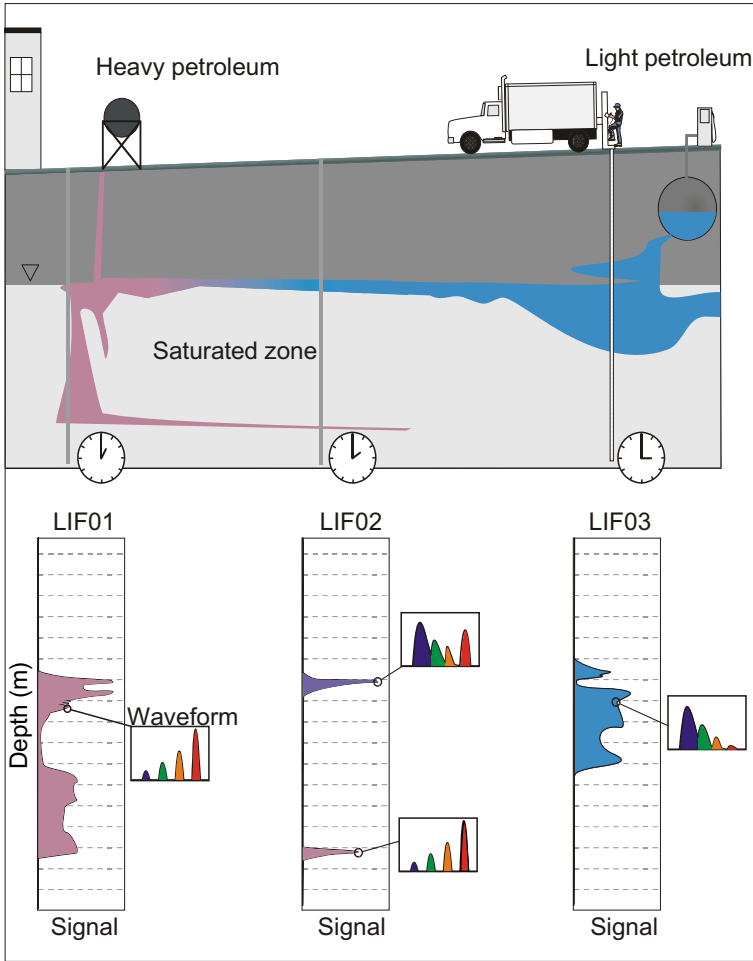 Light petroleum
Heavy petroleum
Saturated zone
LIF01
LIF02
LIF03
Depth (m)
Waveform
Signal
Signal
Signal